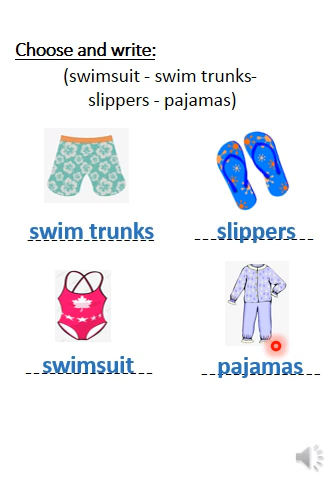 Choose and write:
(swimsuit - swim trunks-
slippers - pajamas)
swim trunks
slippers
swimsuit
pajamas